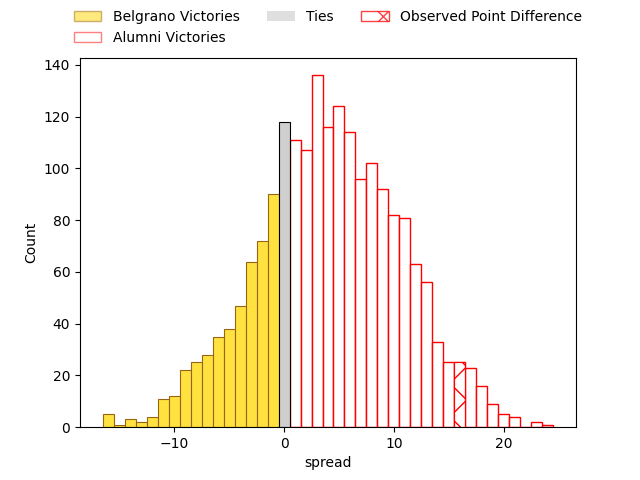 Belgrano Victories
Ties
Observed Point Difference
Alumni Victories
140
120
100
80
60
40
20
0
Count
−10
0
10
20
spread